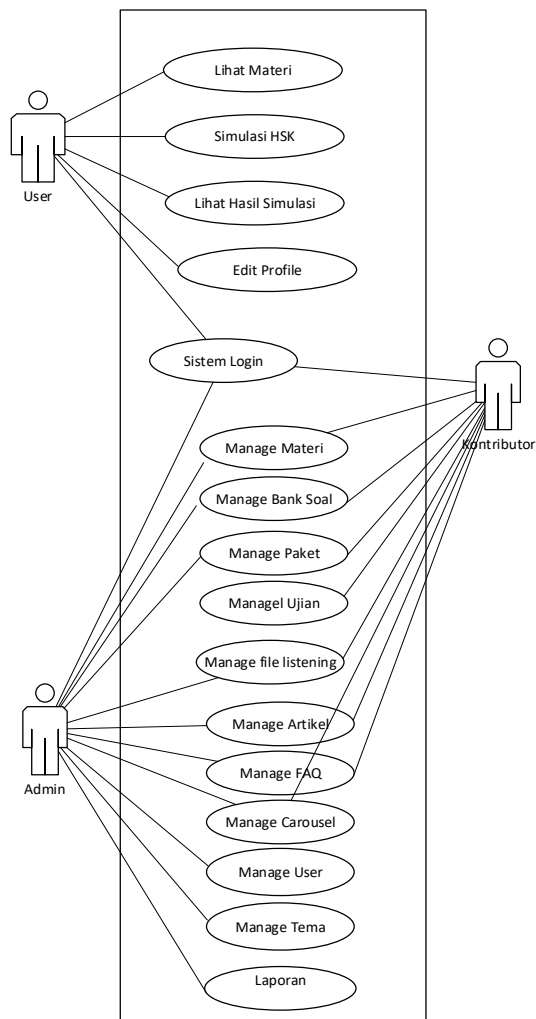 Lihat Materi
Simulasi HSK
User
Lihat Hasil Simulasi
Edit Profile
Sistem Login
Kontributor
Manage Materi
Manage Bank Soal
Manage Paket
Managel Ujian
Manage file listening
Manage Artikel
Manage FAQ
Admin
Manage Carousel
Manage User
Manage Tema
Laporan